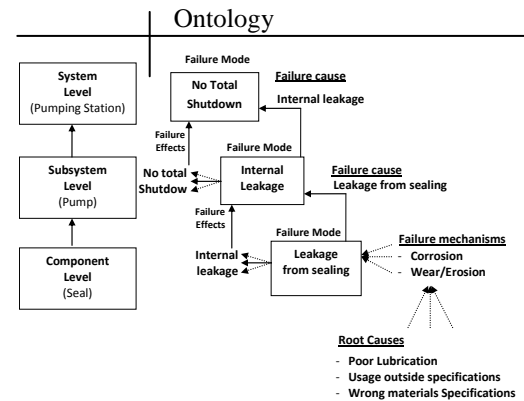 Ontology
System
Level
(Pumping Station)
Subsystem
Level
(Pump)
Component
Level
(Seal)
Failure Mode
No Total
Shutdown
Failure cause
Internal leakage
Failure
Effects
No total
Shutdow
Failure Mode
Internal
Leakage
Failure cause
Leakage from sealing
Failure
Effects
Internal
leakage
Failure Mode
Leakage
from sealing
Failure mechanisms
- Corrosion
- Wear/Erosion
Root Causes
- Poor Lubrication
- Usage outside specifications
- Wrong materials Specifications